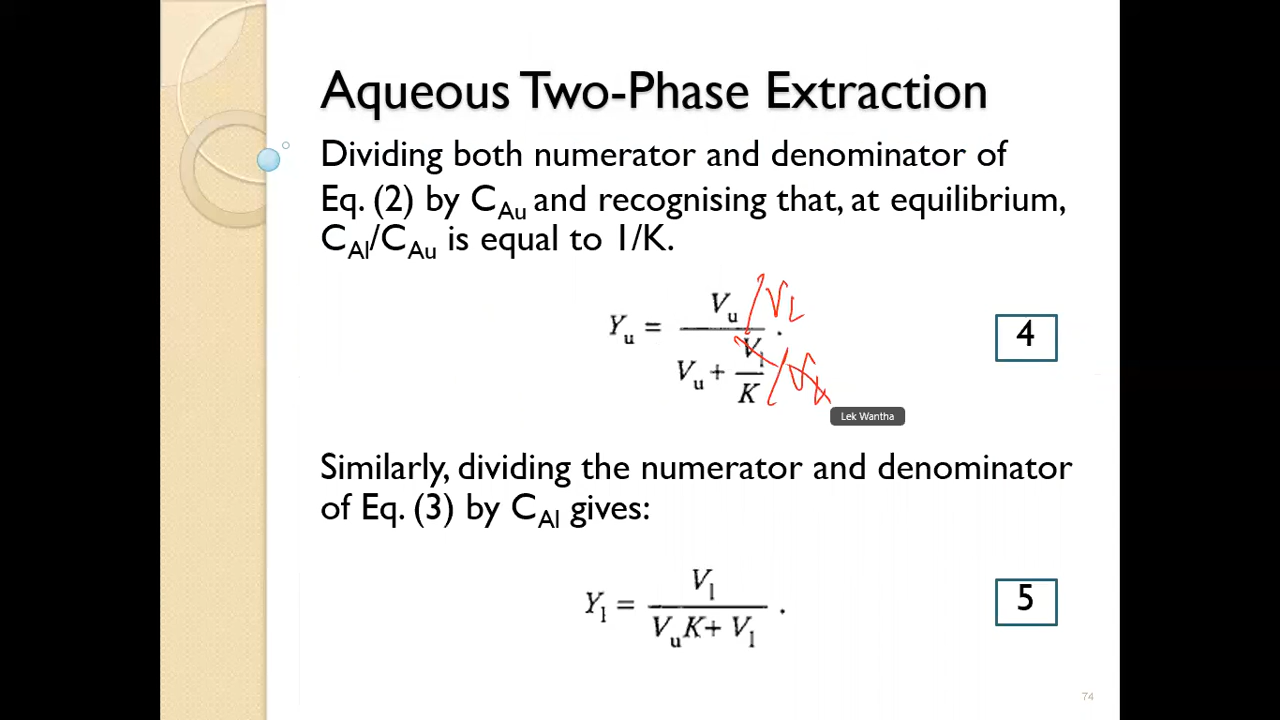 Aqueous Two-Phase Extraction
Dividing both numerator and denominator of
Eq. (2) by C_Au and recognising that, at equilibrium,
C_Al/C_Au is equal to 1/K.
Y_u = V_u / (V_u + V_l/K) .
/V_L
4
Lek Wantha
Similarly, dividing the numerator and denominator
of Eq. (3) by C_Al gives:
Y_l = V_l / (V_u K + V_l) .
5
74